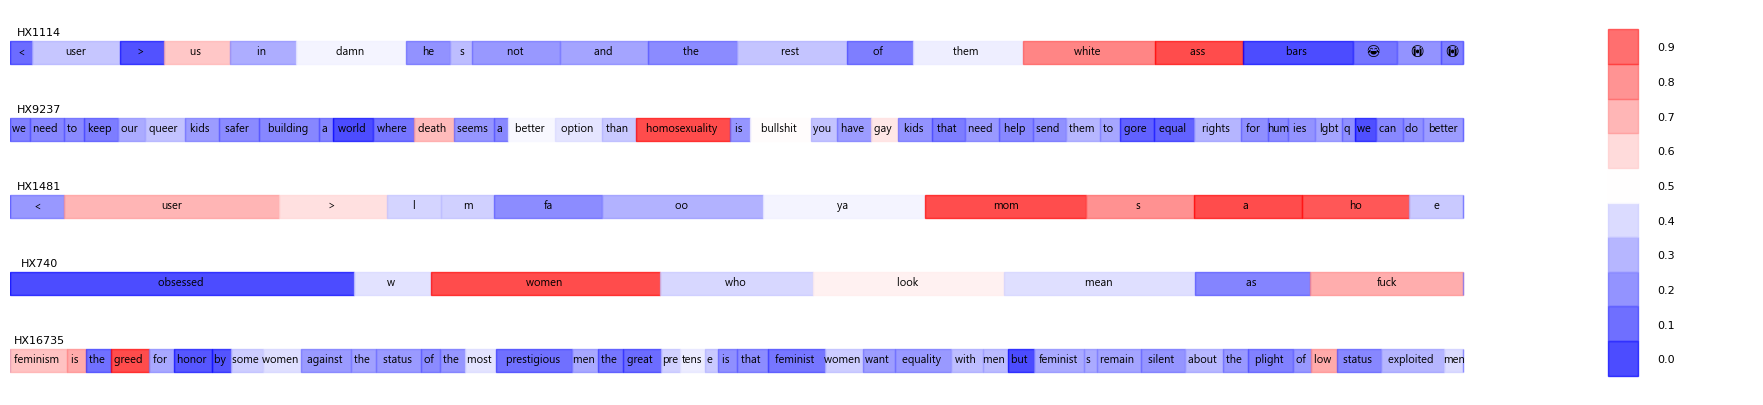 HX1114
< user > us in damn he s not and the rest of them white ass bars 😂 😭 😭
HX9237
we need to keep our queer kids safer building a world where death seems a better option than homosexuality is bullshit you have gay kids that need help send them to gore equal rights for hum ies lgbt q we can do better
HX1481
< user > l m fa oo ya mom s a ho e
HX740
obsessed w women who look mean as fuck
HX16735
feminism is the greed for honor by some women against the status of the most prestigious men the great pre tens e is that feminist women want equality with men but feminist s remain silent about the plight of low status exploited men
0.9
0.8
0.7
0.6
0.5
0.4
0.3
0.2
0.1
0.0